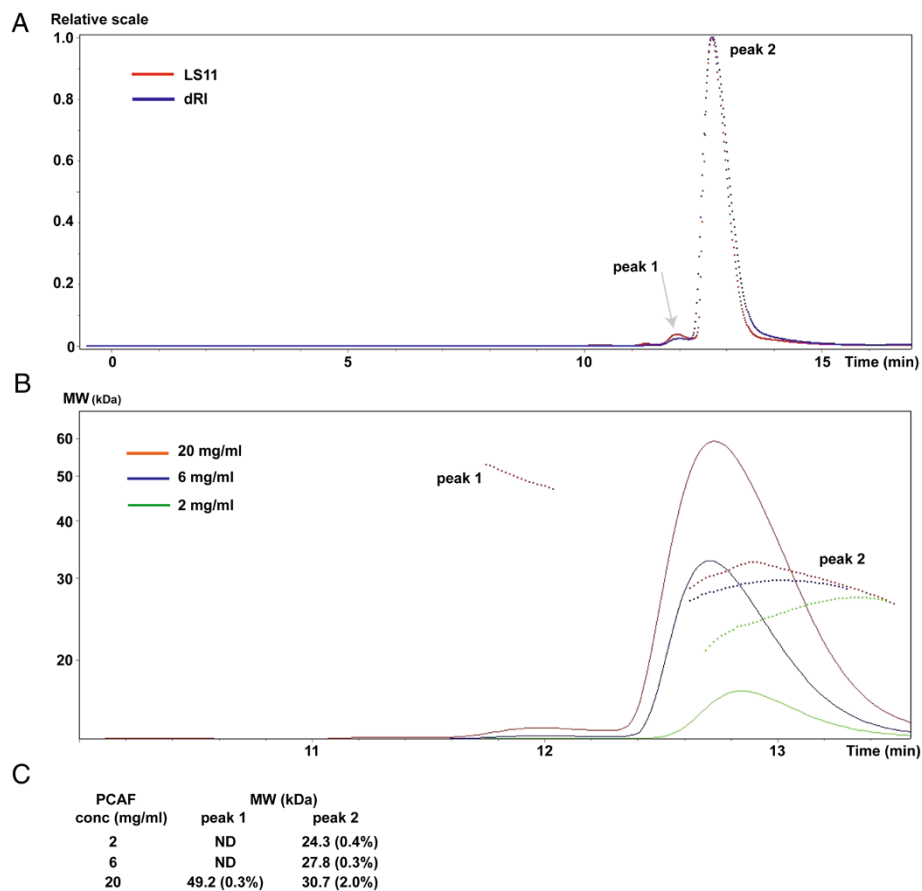 A
Relative scale
1.0
peak 2
LS11
dRI
0.8
0.6
0.4
peak 1
0.2
0
0 5 10 15 Time (min)
B
MW (kDa)
60
20 mg/ml
50
peak 1
6 mg/ml
2 mg/ml
40
peak 2
30
20
11 12 13 Time (min)
C
PCAF MW (kDa)
conc (mg/ml) peak 1 peak 2
2 ND 24.3 (0.4%)
6 ND 27.8 (0.3%)
20 49.2 (0.3%) 30.7 (2.0%)